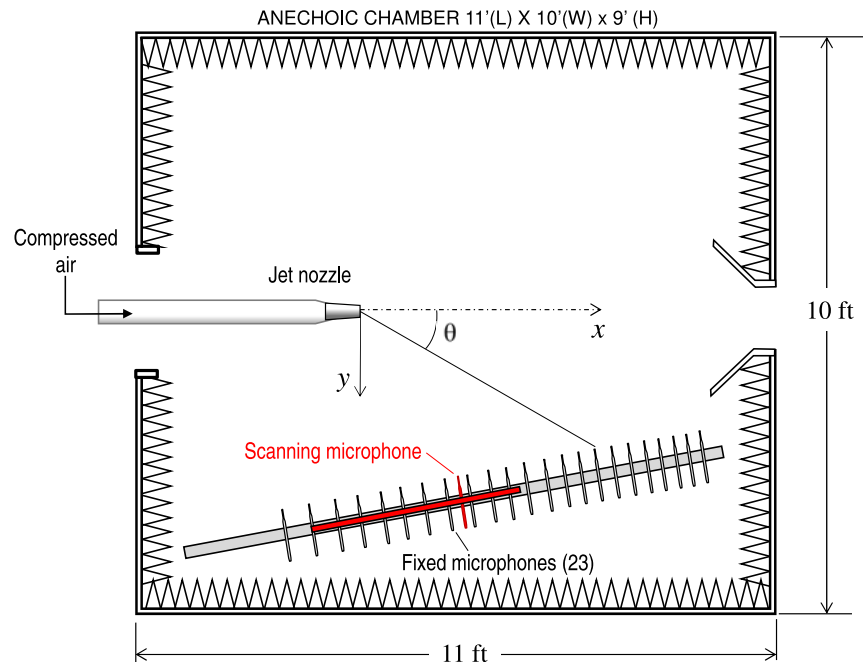 ANECHOIC CHAMBER 11'(L) X 10'(W) x 9' (H)
Compressed
air
Jet nozzle
θ
x
10 ft
y
Scanning microphone
Fixed microphones (23)
11 ft